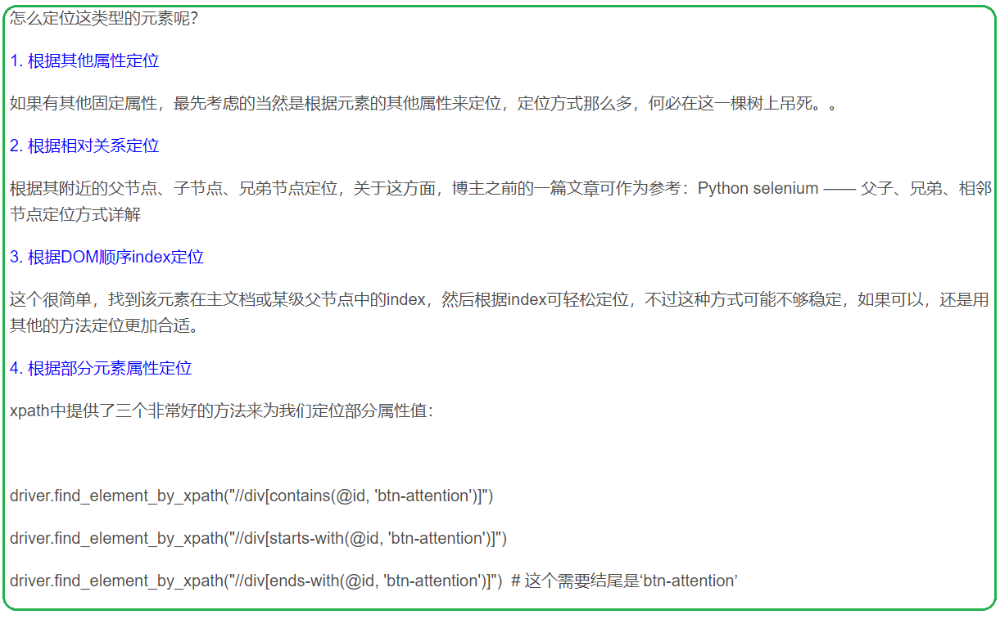 怎么定位这类型的元素呢?
1. 根据其他属性定位
如果有其他固定属性，最先考虑的当然是根据元素的其他属性来定位，定位方式那么多，何必在这一棵树上吊死。。
2. 根据相对关系定位
根据其附近的父节点、子节点、兄弟节点定位，关于这方面，博主之前的一篇文章可作为参考：Python selenium —— 父子、兄弟、相邻
节点定位方式详解
3. 根据DOM顺序index定位
这个很简单，找到该元素在主文档或某级父节点中的index，然后根据index可轻松定位，不过这种方式可能不够稳定，如果可以，还是用
其他的方法定位更加合适。
4. 根据部分元素属性定位
xpath中提供了三个非常好的方法来为我们定位部分属性值：
driver.find_element_by_xpath("//div[contains(@id, 'btn-attention')]")
driver.find_element_by_xpath("//div[starts-with(@id, 'btn-attention')]")
driver.find_element_by_xpath("//div[ends-with(@id, 'btn-attention')]")  # 这个需要结尾是‘btn-attention’